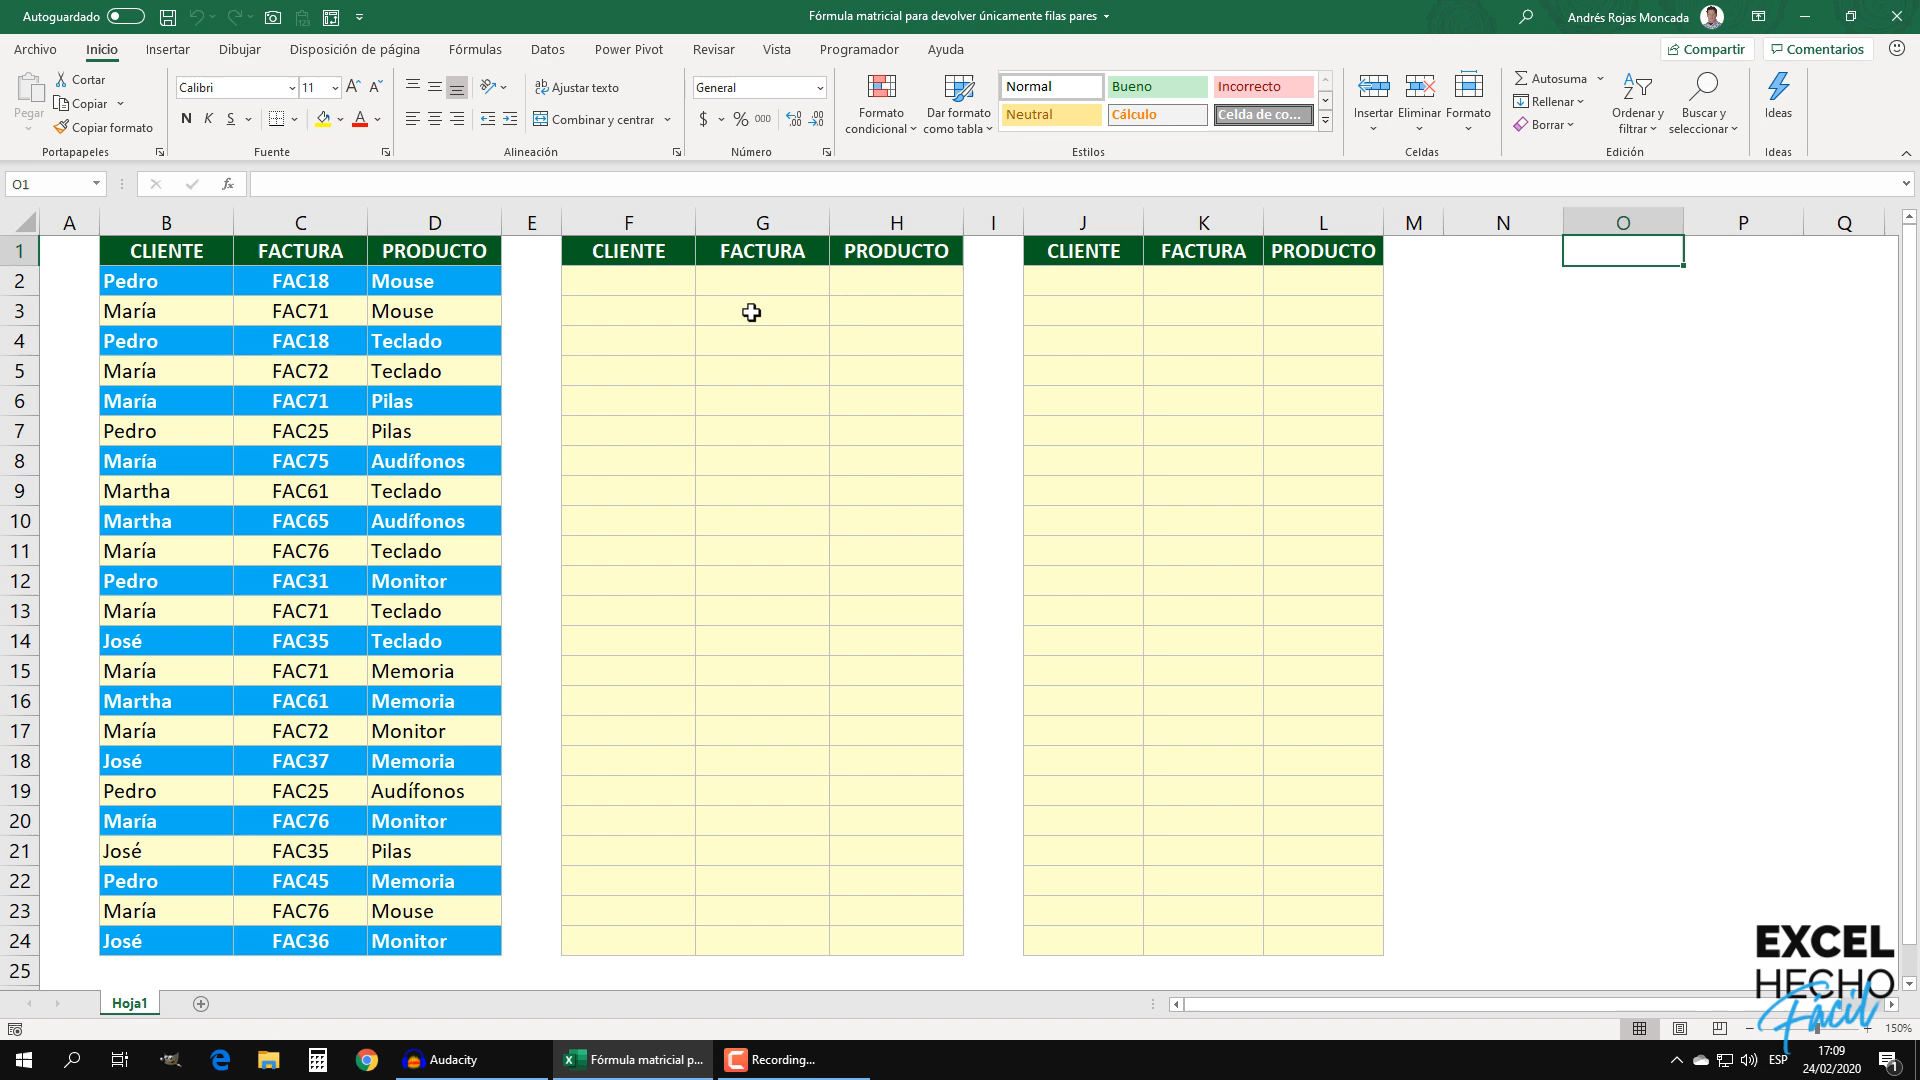 Autoguardado
Fórmula matricial para devolver únicamente filas pares
Andrés Rojas Moncada
Archivo Inicio Insertar Dibujar Disposición de página Fórmulas Datos Power Pivot Revisar Vista Programador Ayuda Compartir Comentarios
Pegar
Cortar
Copiar
Copiar formato
Portapapeles
Calibri 11
N K S
Fuente
Ajustar texto
Combinar y centrar
Alineación
General
$ % 000
Número
Formato condicional
Dar formato como tabla
Normal Bueno Incorrecto
Neutral Cálculo Celda de co...
Estilos
Insertar Eliminar Formato
Celdas
Autosuma
Rellenar
Borrar
Ordenar y filtrar
Buscar y seleccionar
Edición
Ideas
Ideas
O1 fx
A B C D E F G H I J K L M N O P Q
1 CLIENTE FACTURA PRODUCTO CLIENTE FACTURA PRODUCTO CLIENTE FACTURA PRODUCTO
2 Pedro FAC18 Mouse
3 María FAC71 Mouse
4 Pedro FAC18 Teclado
5 María FAC72 Teclado
6 María FAC71 Pilas
7 Pedro FAC25 Pilas
8 María FAC75 Audífonos
9 Martha FAC61 Teclado
10 Martha FAC65 Audífonos
11 María FAC76 Teclado
12 Pedro FAC31 Monitor
13 María FAC71 Teclado
14 José FAC35 Teclado
15 María FAC71 Memoria
16 Martha FAC61 Memoria
17 María FAC72 Monitor
18 José FAC37 Memoria
19 Pedro FAC25 Audífonos
20 María FAC76 Monitor
21 José FAC35 Pilas
22 Pedro FAC45 Memoria
23 María FAC76 Mouse
24 José FAC36 Monitor
25
EXCEL
HECHO
Fácil
Hoja1
150%
Audacity
Fórmula matricial p...
Recording...
ESP
17:09
24/02/2020
1